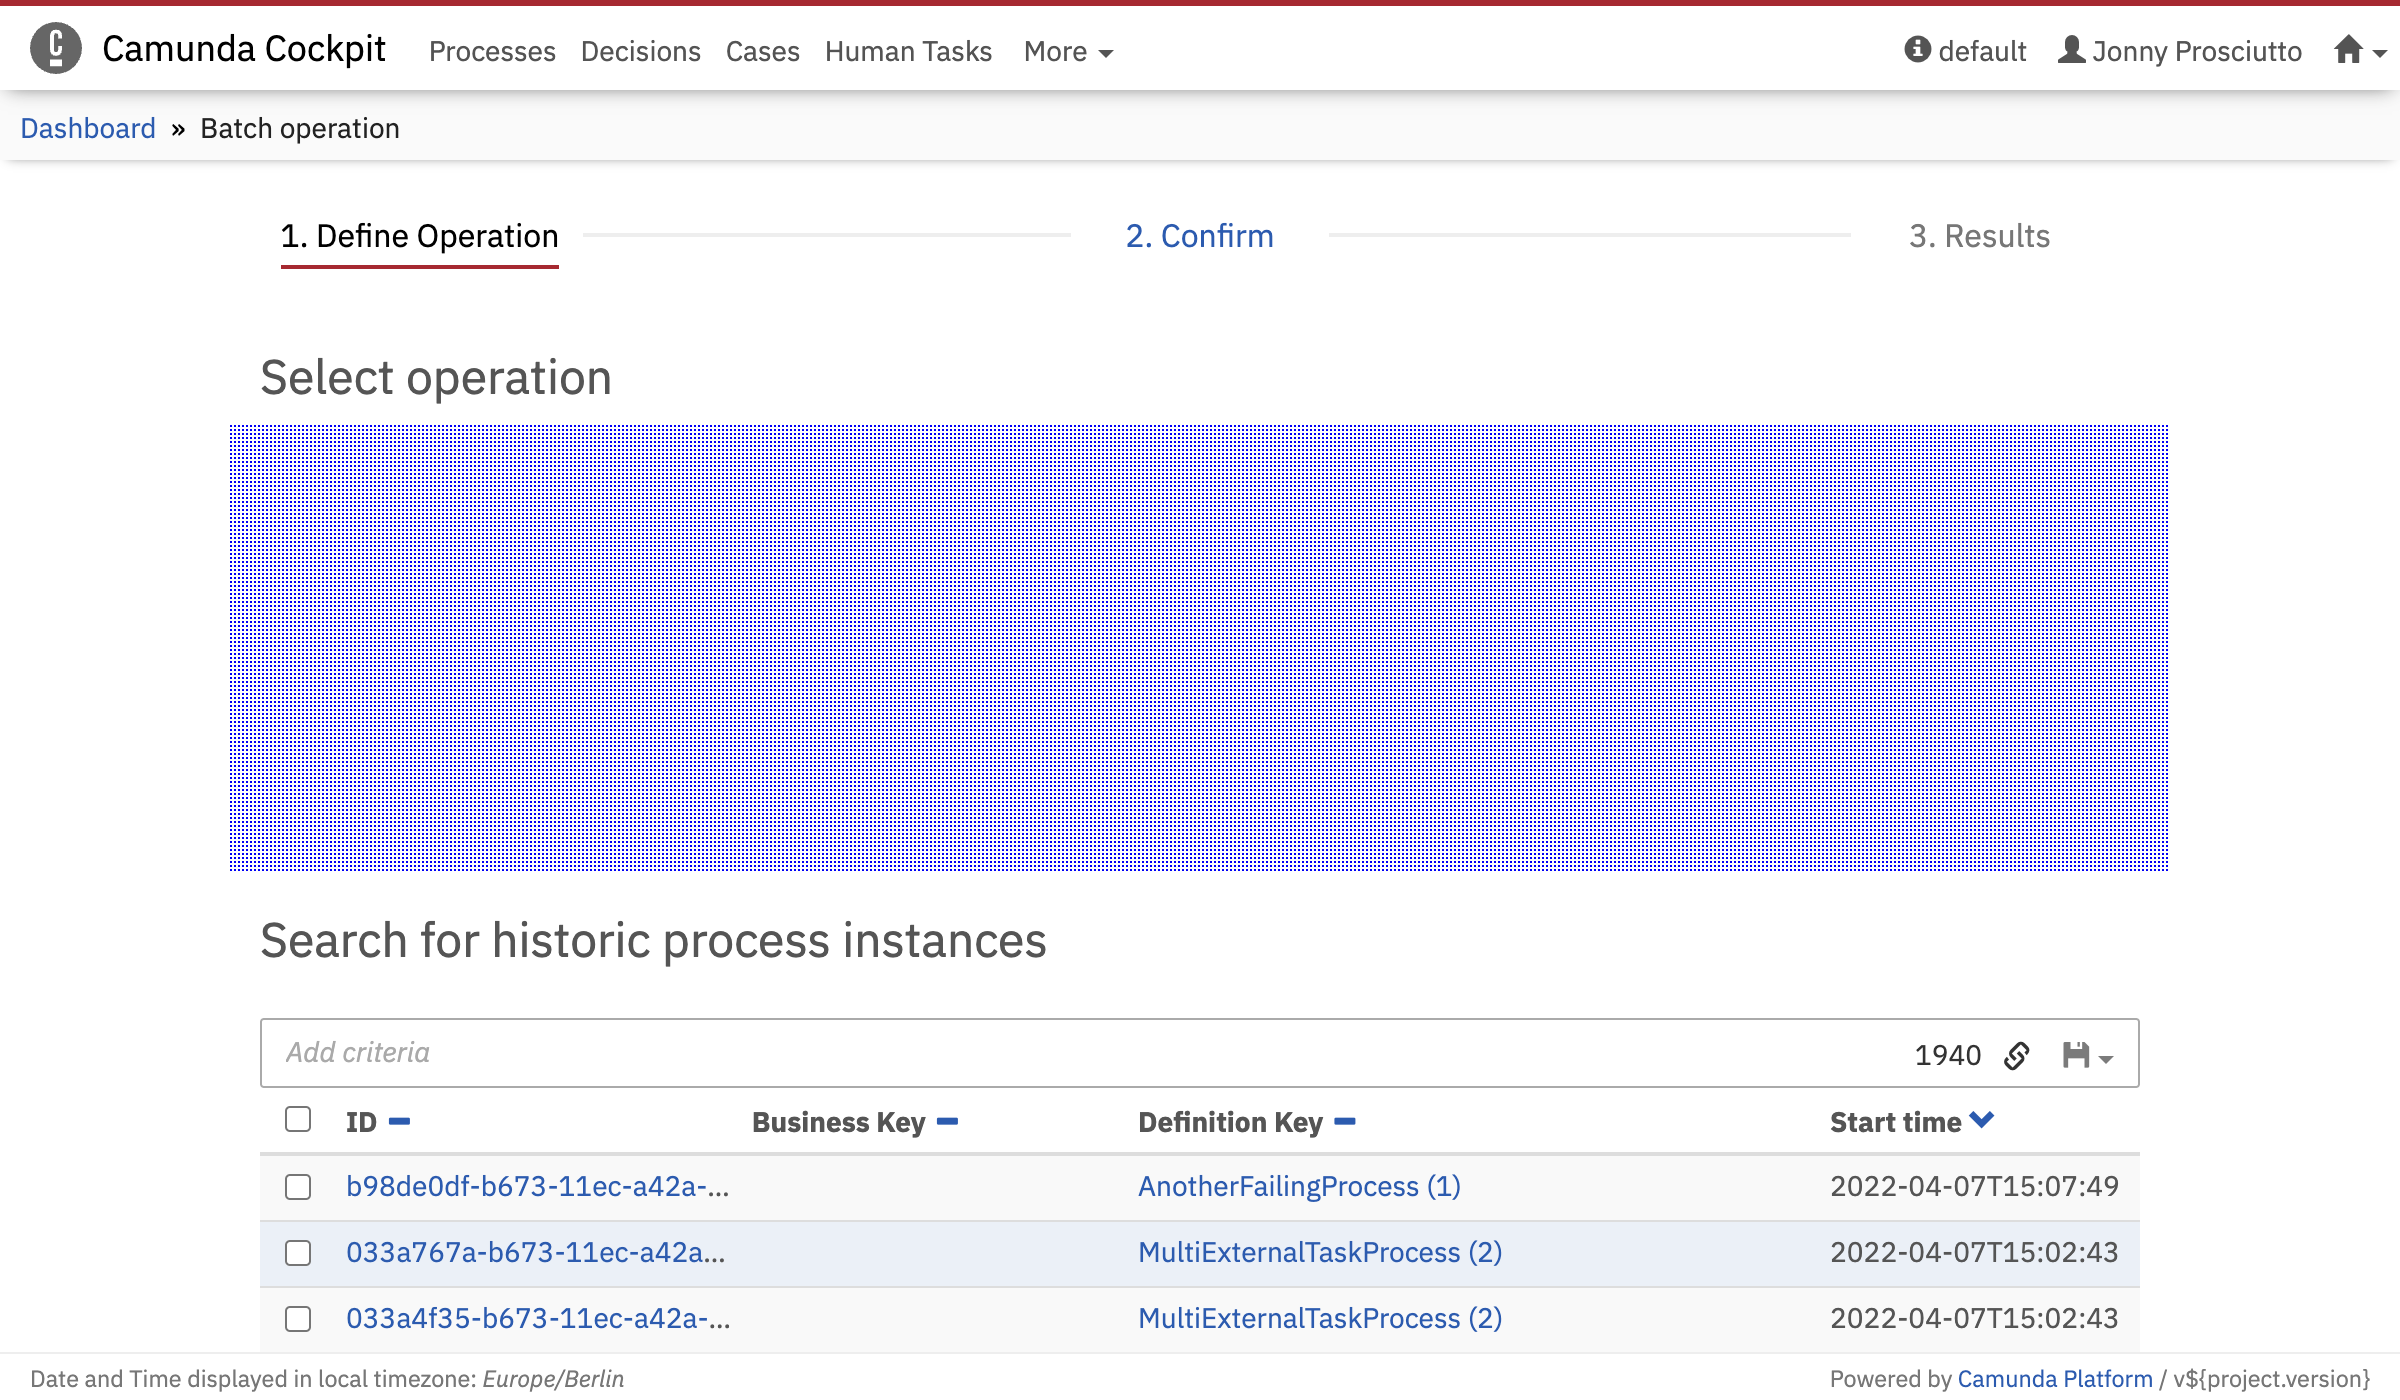 Camunda Cockpit Processes Decisions Cases Human Tasks More default Jonny Prosciutto
Dashboard » Batch operation
1. Define Operation 2. Confirm 3. Results
Select operation
Search for historic process instances
Add criteria 1940
ID Business Key Definition Key Start time
b98de0df-b673-11ec-a42a-... AnotherFailingProcess (1) 2022-04-07T15:07:49
033a767a-b673-11ec-a42a... MultiExternalTaskProcess (2) 2022-04-07T15:02:43
033a4f35-b673-11ec-a42a-... MultiExternalTaskProcess (2) 2022-04-07T15:02:43
Date and Time displayed in local timezone: Europe/Berlin Powered by Camunda Platform / v${project.version}